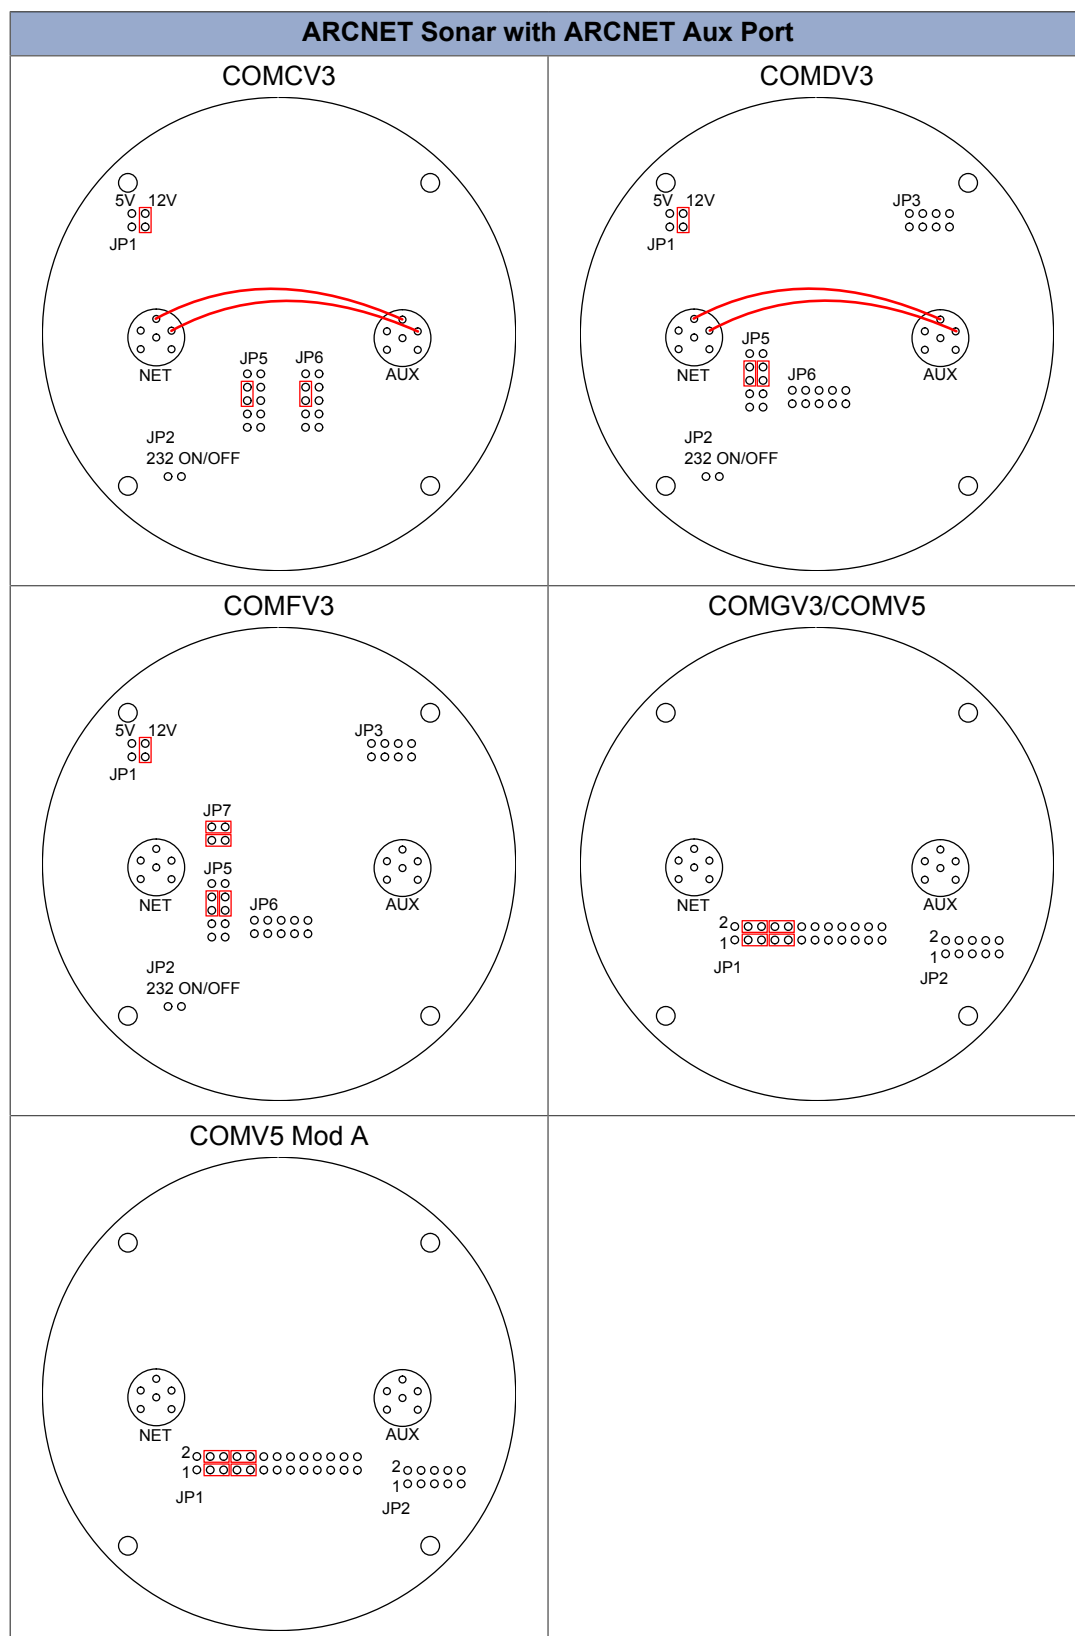 ARCNET Sonar with ARCNET Aux Port
COMCV3
5V 12V
JP1
NET
AUX
JP5 JP6
JP2
232 ON/OFF
COMDV3
5V 12V
JP1
JP3
NET
AUX
JP5
JP6
JP2
232 ON/OFF
COMFV3
5V 12V
JP1
JP3
JP7
NET
AUX
JP5
JP6
JP2
232 ON/OFF
COMGV3/COMV5
NET
AUX
2
1
JP1
2
1
JP2
COMV5 Mod A
NET
AUX
2
1
JP1
2
1
JP2